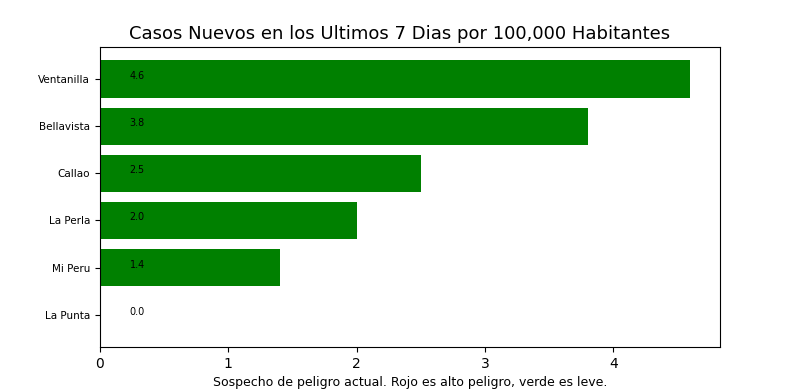 Casos Nuevos en los Ultimos 7 Dias por 100,000 Habitantes
Ventanilla 4.6
Bellavista 3.8
Callao 2.5
La Perla 2.0
Mi Peru 1.4
La Punta 0.0
0 1 2 3 4
Sospecho de peligro actual. Rojo es alto peligro, verde es leve.